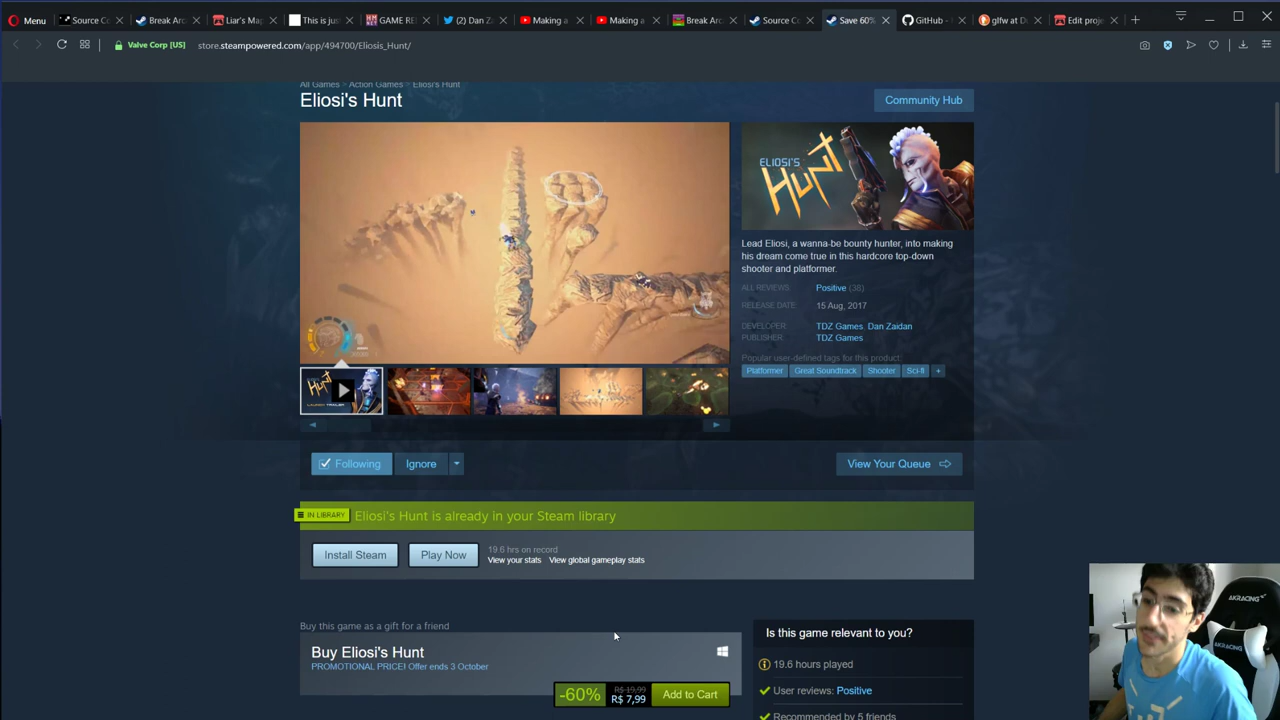 Menu
Source C
Break Arc
Liar's Map
This is jus
GAME RE
(2) Dan Z
Making a
Making a
Break Arc
Source C
Save 60%
GitHub -
glfw at D
Edit proje
Valve Corp [US]
store.steampowered.com/app/494700/Eliosis_Hunt/
All Games > Action Games > Eliosi's Hunt
Eliosi's Hunt
Community Hub
ELIOSI'S
HUNT
Lead Eliosi, a wanna-be bounty hunter, into making
his dream come true in this hardcore top-down
shooter and platformer.
ALL REVIEWS: Positive (38)
RELEASE DATE: 15 Aug, 2017
DEVELOPER: TDZ Games, Dan Zaidan
PUBLISHER: TDZ Games
Popular user-defined tags for this product:
Platformer Great Soundtrack Shooter Sci-fi +
HUNT
Following
Ignore
View Your Queue
IN LIBRARY
Eliosi's Hunt is already in your Steam library
Install Steam
Play Now
19.6 hrs on record
View your stats View global gameplay stats
Buy this game as a gift for a friend
Buy Eliosi's Hunt
PROMOTIONAL PRICE! Offer ends 3 October
-60%
R$ 19,99
R$ 7,99
Add to Cart
Is this game relevant to you?
19.6 hours played
User reviews: Positive
Recommended by 5 friends
AKRACING
AKRACING